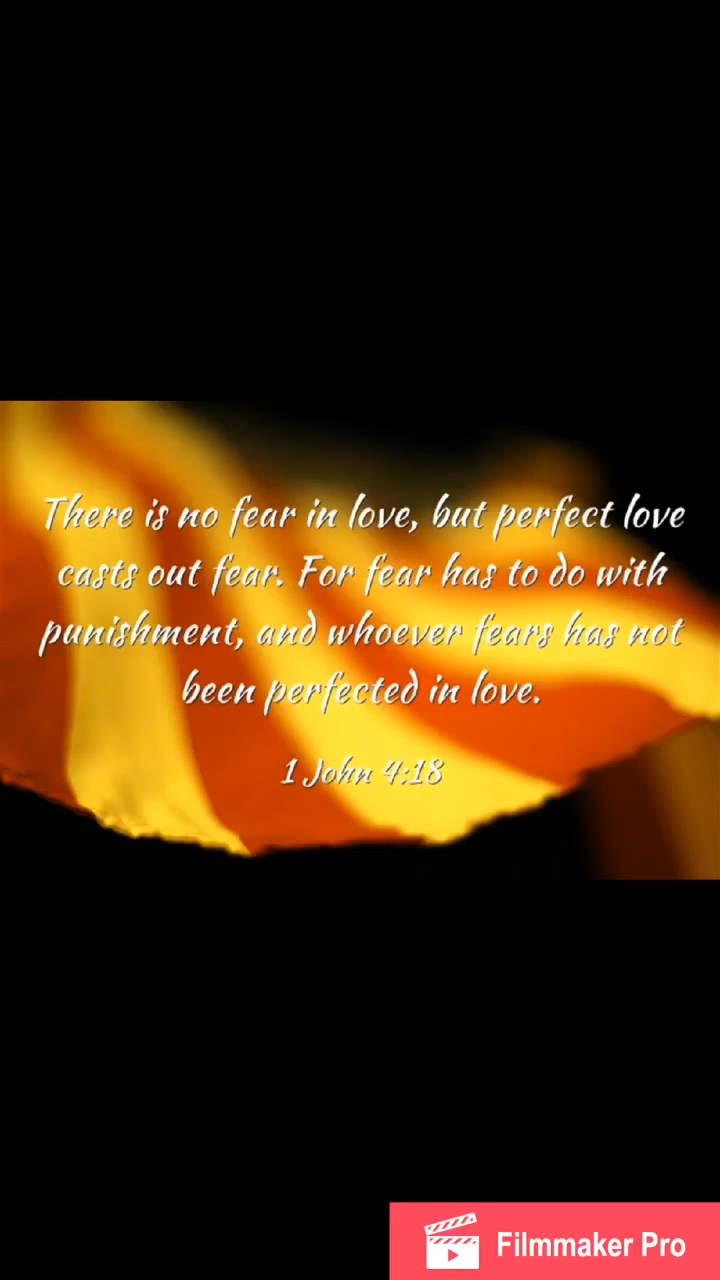 There is no fear in love, but perfect love
casts out fear. For fear has to do with
punishment, and whoever fears has not
been perfected in love.
1 John 4:18
Filmmaker Pro